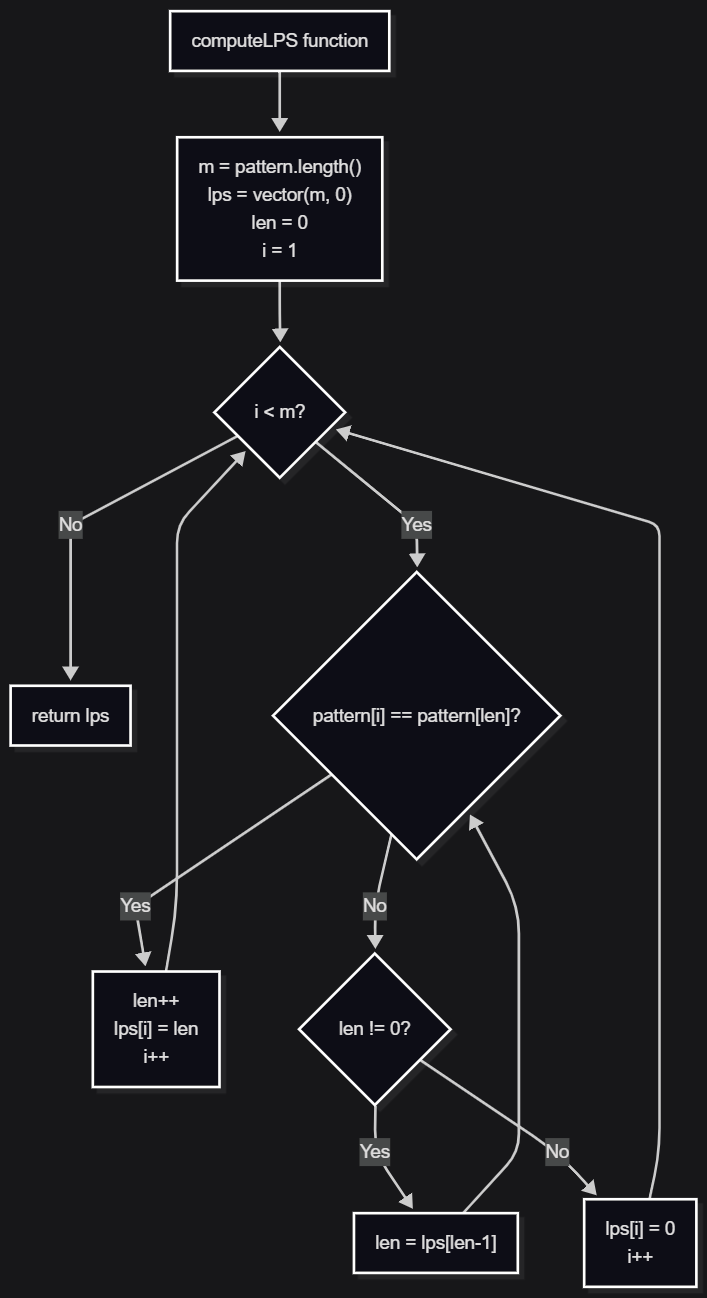 computeLPS function
m = pattern.length()
lps = vector(m, 0)
len = 0
i = 1
i < m?
No
Yes
return lps
pattern[i] == pattern[len]?
Yes
No
len++
lps[i] = len
i++
len != 0?
Yes
No
len = lps[len-1]
lps[i] = 0
i++